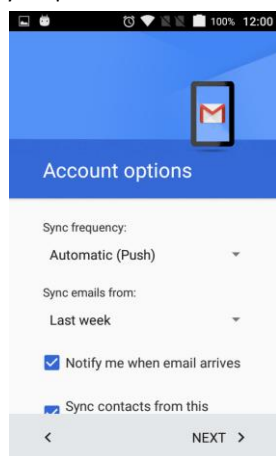 100% 12:00
Account options
Sync frequency:
Automatic (Push)
Sync emails from:
Last week
Notify me when email arrives
Sync contacts from this
NEXT